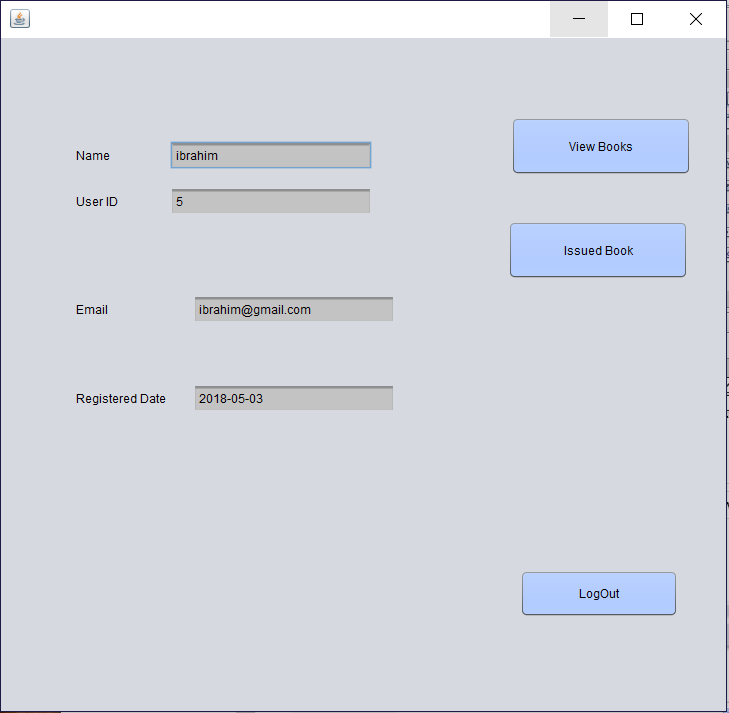 Name ibrahim
View Books
User ID 5
Issued Book
Email ibrahim@gmail.com
Registered Date 2018-05-03
LogOut